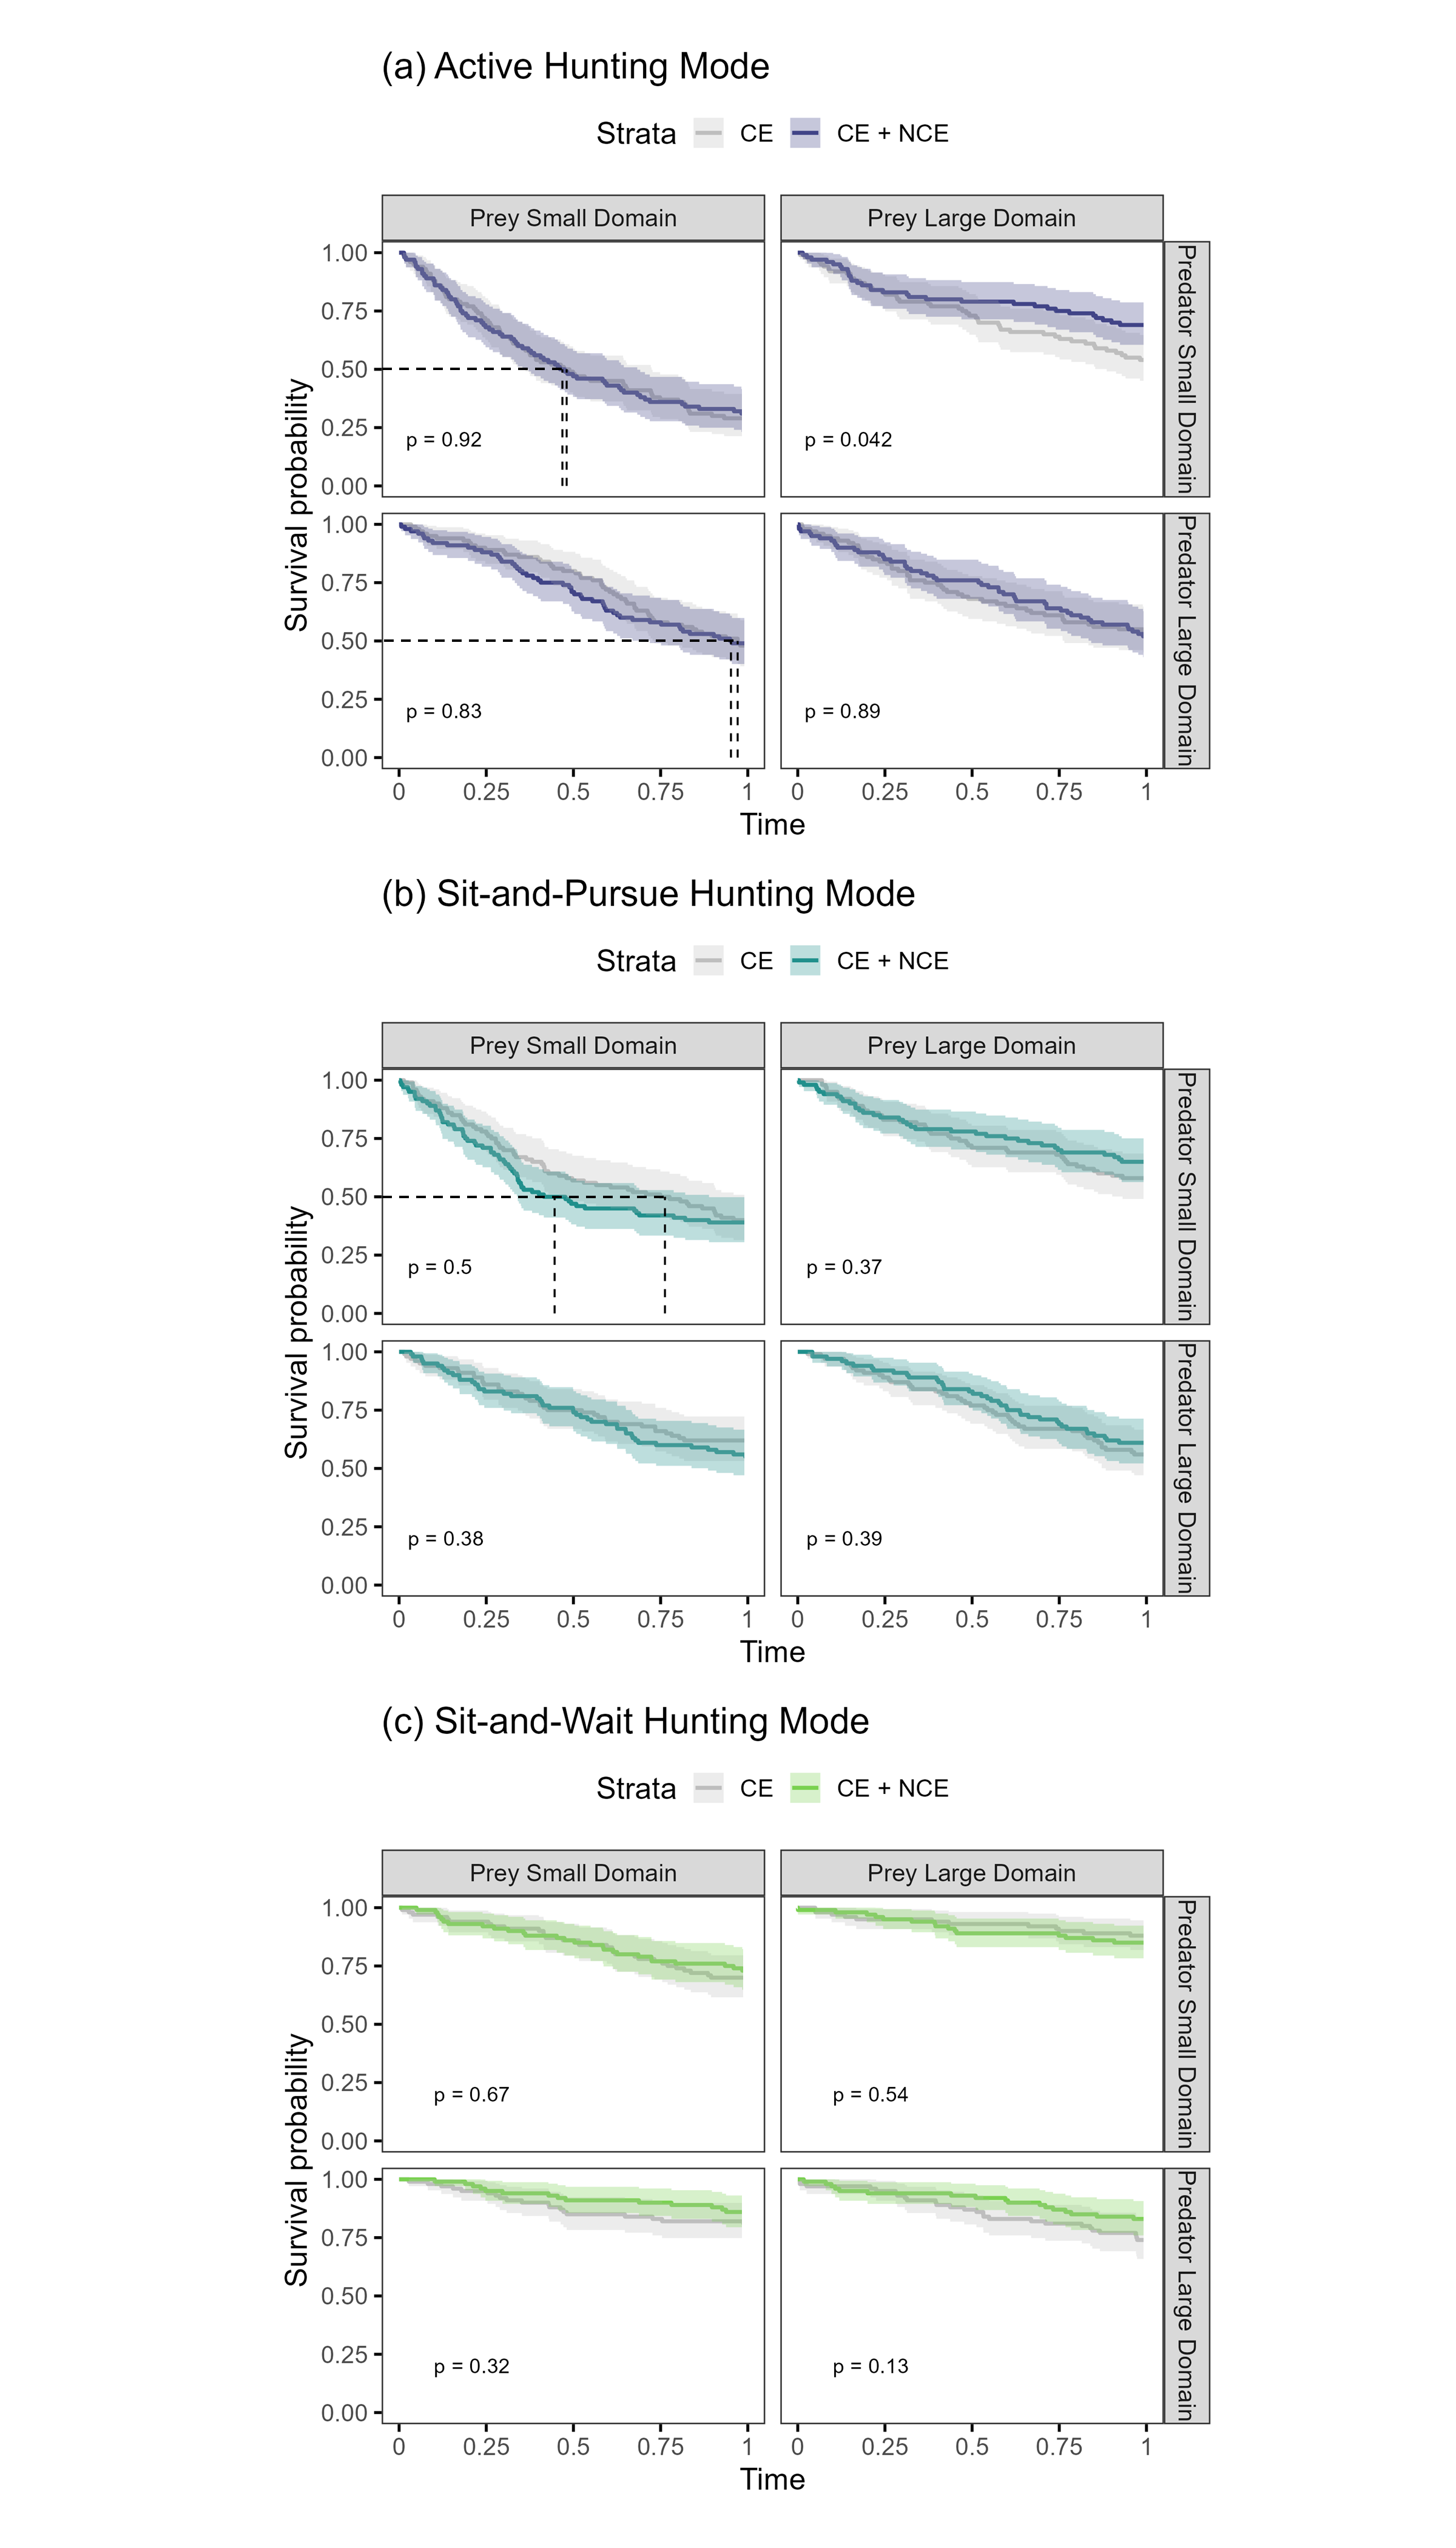 (a) Active Hunting Mode
Strata CE CE + NCE
Prey Small Domain Prey Large Domain
Survival probability
1.00
0.75
0.50
0.25
0.00
p = 0.92
p = 0.042
Predator Small Domain
1.00
0.75
0.50
0.25
0.00
p = 0.83
p = 0.89
Predator Large Domain
0 0.25 0.5 0.75 1 0 0.25 0.5 0.75 1
Time
(b) Sit-and-Pursue Hunting Mode
Strata CE CE + NCE
Prey Small Domain Prey Large Domain
Survival probability
1.00
0.75
0.50
0.25
0.00
p = 0.5
p = 0.37
Predator Small Domain
Survival probability
1.00
0.75
0.50
0.25
0.00
p = 0.38
p = 0.39
Predator Large Domain
0 0.25 0.5 0.75 1 0 0.25 0.5 0.75 1
Time
(c) Sit-and-Wait Hunting Mode
Strata CE CE + NCE
Prey Small Domain Prey Large Domain
Survival probability
1.00
0.75
0.50
0.25
0.00
p = 0.67
p = 0.54
Predator Small Domain
1.00
0.75
0.50
0.25
0.00
p = 0.32
p = 0.13
Predator Large Domain
0 0.25 0.5 0.75 1 0 0.25 0.5 0.75 1
Time